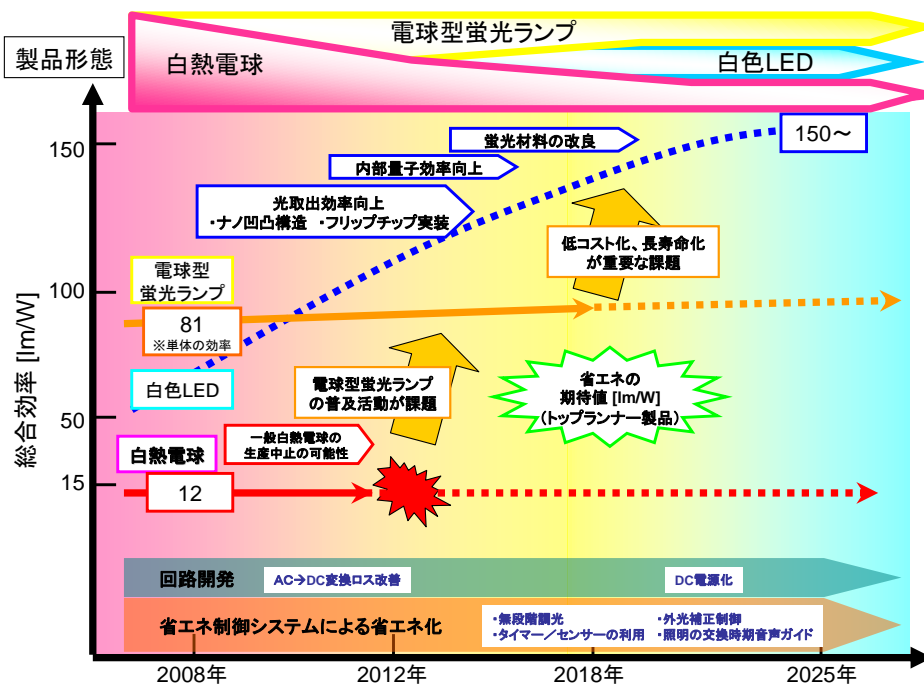 製品形態
電球型蛍光ランプ
白熱電球
白色LED
総合効率 [lm/W]
150
100
50
15
150～
蛍光材料の改良
内部量子効率向上
光取出効率向上
・ナノ凹凸構造 ・フリップチップ実装
低コスト化、長寿命化
が重要な課題
電球型
蛍光ランプ
81
※単体の効率
白色LED
電球型蛍光ランプ
の普及活動が課題
省エネの
期待値 [lm/W]
（トップランナー製品）
一般白熱電球の
生産中止の可能性
白熱電球
12
回路開発
AC→DC変換ロス改善
DC電源化
省エネ制御システムによる省エネ化
・無段階調光 ・外光補正制御
・タイマー／センサーの利用 ・照明の交換時期音声ガイド
2008年
2012年
2018年
2025年